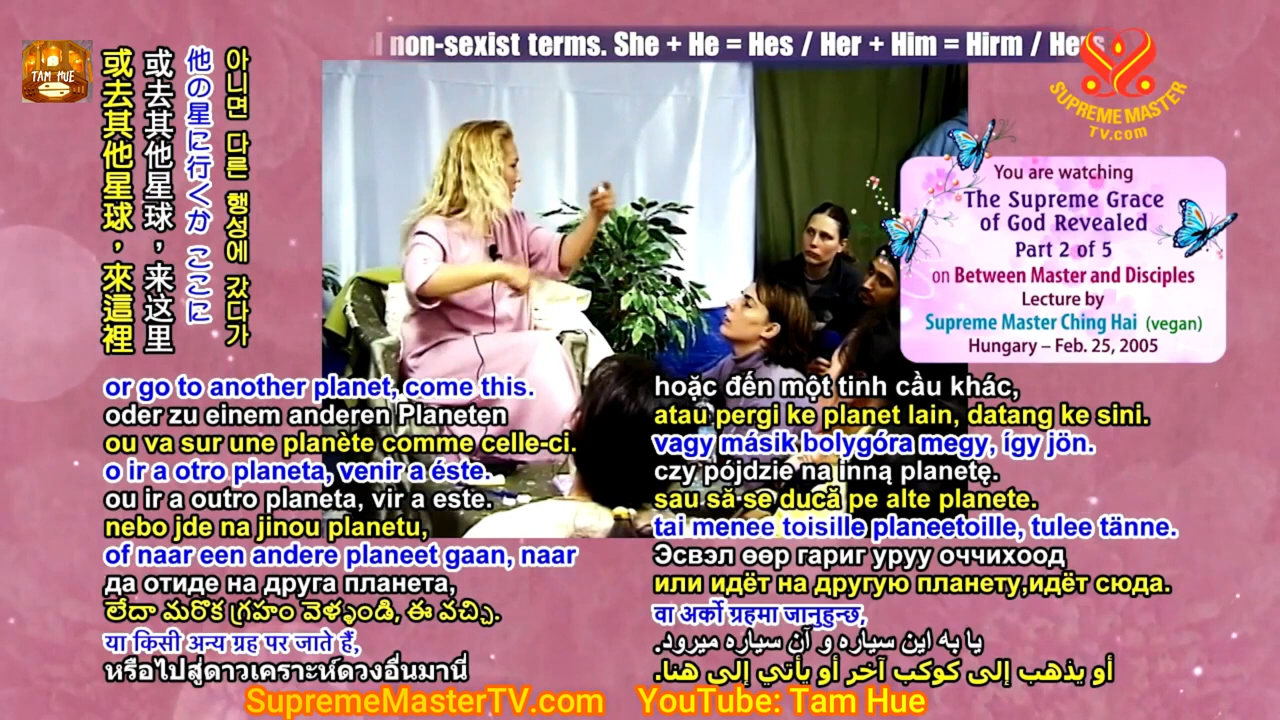 non-sexist terms. She + He = Hes / Her + Him = Hirm / Hers
TAM HUE
SUPREME MASTER
TV.com
或去其他星球，來這裡
或去其他星球，来这里
他の星に行くか ここに
아니면 다른 행성에 갔다가
You are watching
The Supreme Grace
of God Revealed
Part 2 of 5
on Between Master and Disciples
Lecture by
Supreme Master Ching Hai (vegan)
Hungary – Feb. 25, 2005
or go to another planet, come this.
oder zu einem anderen Planeten
ou va sur une planète comme celle-ci.
o ir a otro planeta, venir a éste.
ou ir a outro planeta, vir a este.
nebo jde na jinou planetu,
of naar een andere planeet gaan, naar
да отиде на друга планета,
లేదా మరొక గ్రహం వెళ్ళండి, ఈ వచ్చి.
या किसी अन्य ग्रह पर जाते हैं,
หรือไปสู่ดาวเคราะห์ดวงอื่นมานี่
hoặc đến một tinh cầu khác,
atau pergi ke planet lain, datang ke sini.
vagy másik bolygóra megy, így jön.
czy pójdzie na inną planetę.
sau să se ducă pe alte planete.
tai menee toisille planeetoille, tulee tänne.
Эсвэл өөр гариг уруу оччихоод
или идёт на другую планету,идёт сюда.
वा अर्को ग्रहमा जानुहुन्छ,
یا به این سیاره و آن سیاره میرود.
أو يذهب إلى كوكب آخر أو يأتي إلى هنا.
SupremeMasterTV.com YouTube: Tam Hue